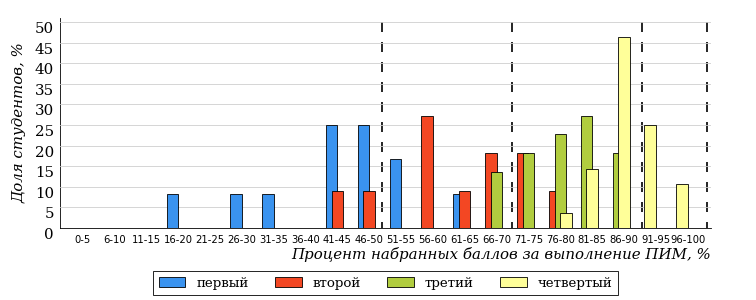 Доля студентов, %
50
45
40
35
30
25
20
15
10
5
0
0-5 6-10 11-15 16-20 21-25 26-30 31-35 36-40 41-45 46-50 51-55 56-60 61-65 66-70 71-75 76-80 81-85 86-90 91-95 96-100
Процент набранных баллов за выполнение ПИМ, %
первый второй третий четвертый